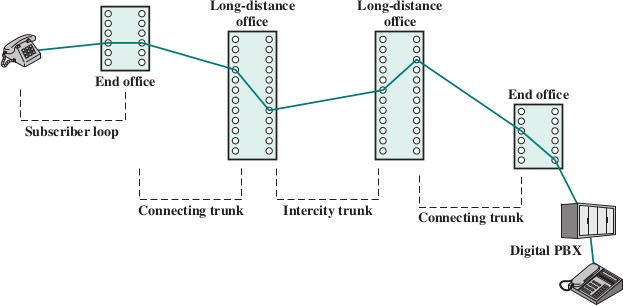 Long-distance
office
Long-distance
office
End office
End office
Subscriber loop
Connecting trunk
Intercity trunk
Connecting trunk
Digital PBX